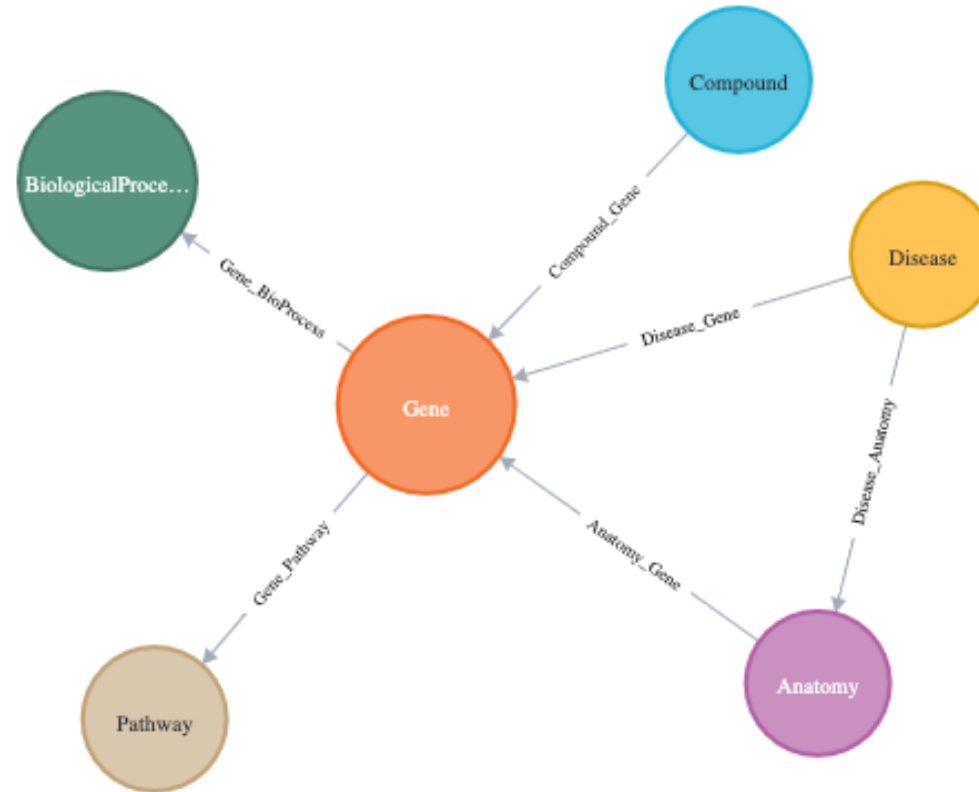 Compound
BiologicalProce...
Compound_Gene
Disease
Gene_BioProcess
Disease_Gene
Gene
Disease_Anatomy
Anatomy_Gene
Gene_Pathway
Anatomy
Pathway